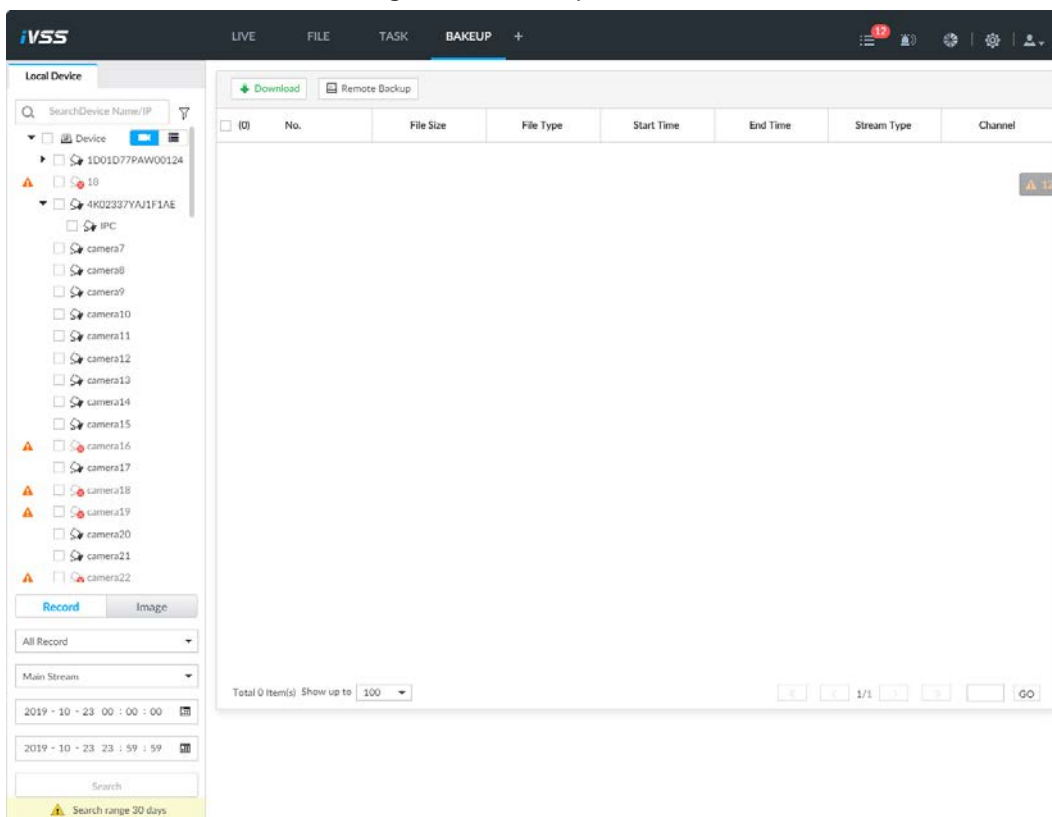 iVSS LIVE FILE TASK BAKEUP + 12
Local Device
Download Remote Backup
SearchDevice Name/IP
(0) No. File Size File Type Start Time End Time Stream Type Channel
Device
1D01D77PAW00124
18
12
4K02337YAJ1F1AE
IPC
camera7
camera8
camera9
camera10
camera11
camera12
camera13
camera14
camera15
camera16
camera17
camera18
camera19
camera20
camera21
camera22
Record Image
All Record
Main Stream
Total 0 Item(s) Show up to 100 1/1 GO
2019 - 10 - 23 00 : 00 : 00
2019 - 10 - 23 23 : 59 : 59
Search
Search range 30 days